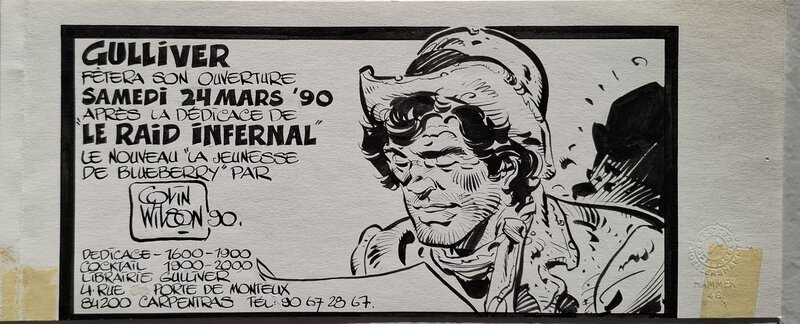 GULLIVER
FÊTERA SON OUVERTURE
SAMEDI 24 MARS '90
APRÈS LA DÉDICACE DE
"LE RAID INFERNAL"
LE NOUVEAU "LA JEUNESSE
DE BLUEBERRY" PAR
COLIN
WILSON 90.
DEDICACE - 1600-1900
COCKTAIL 1900-2000
LIBRAIRIE GULLIVER
4 RUE PORTE DE MONTEUX
84200 CARPENTRAS TEL: 90 67 28 67.
HAMMER